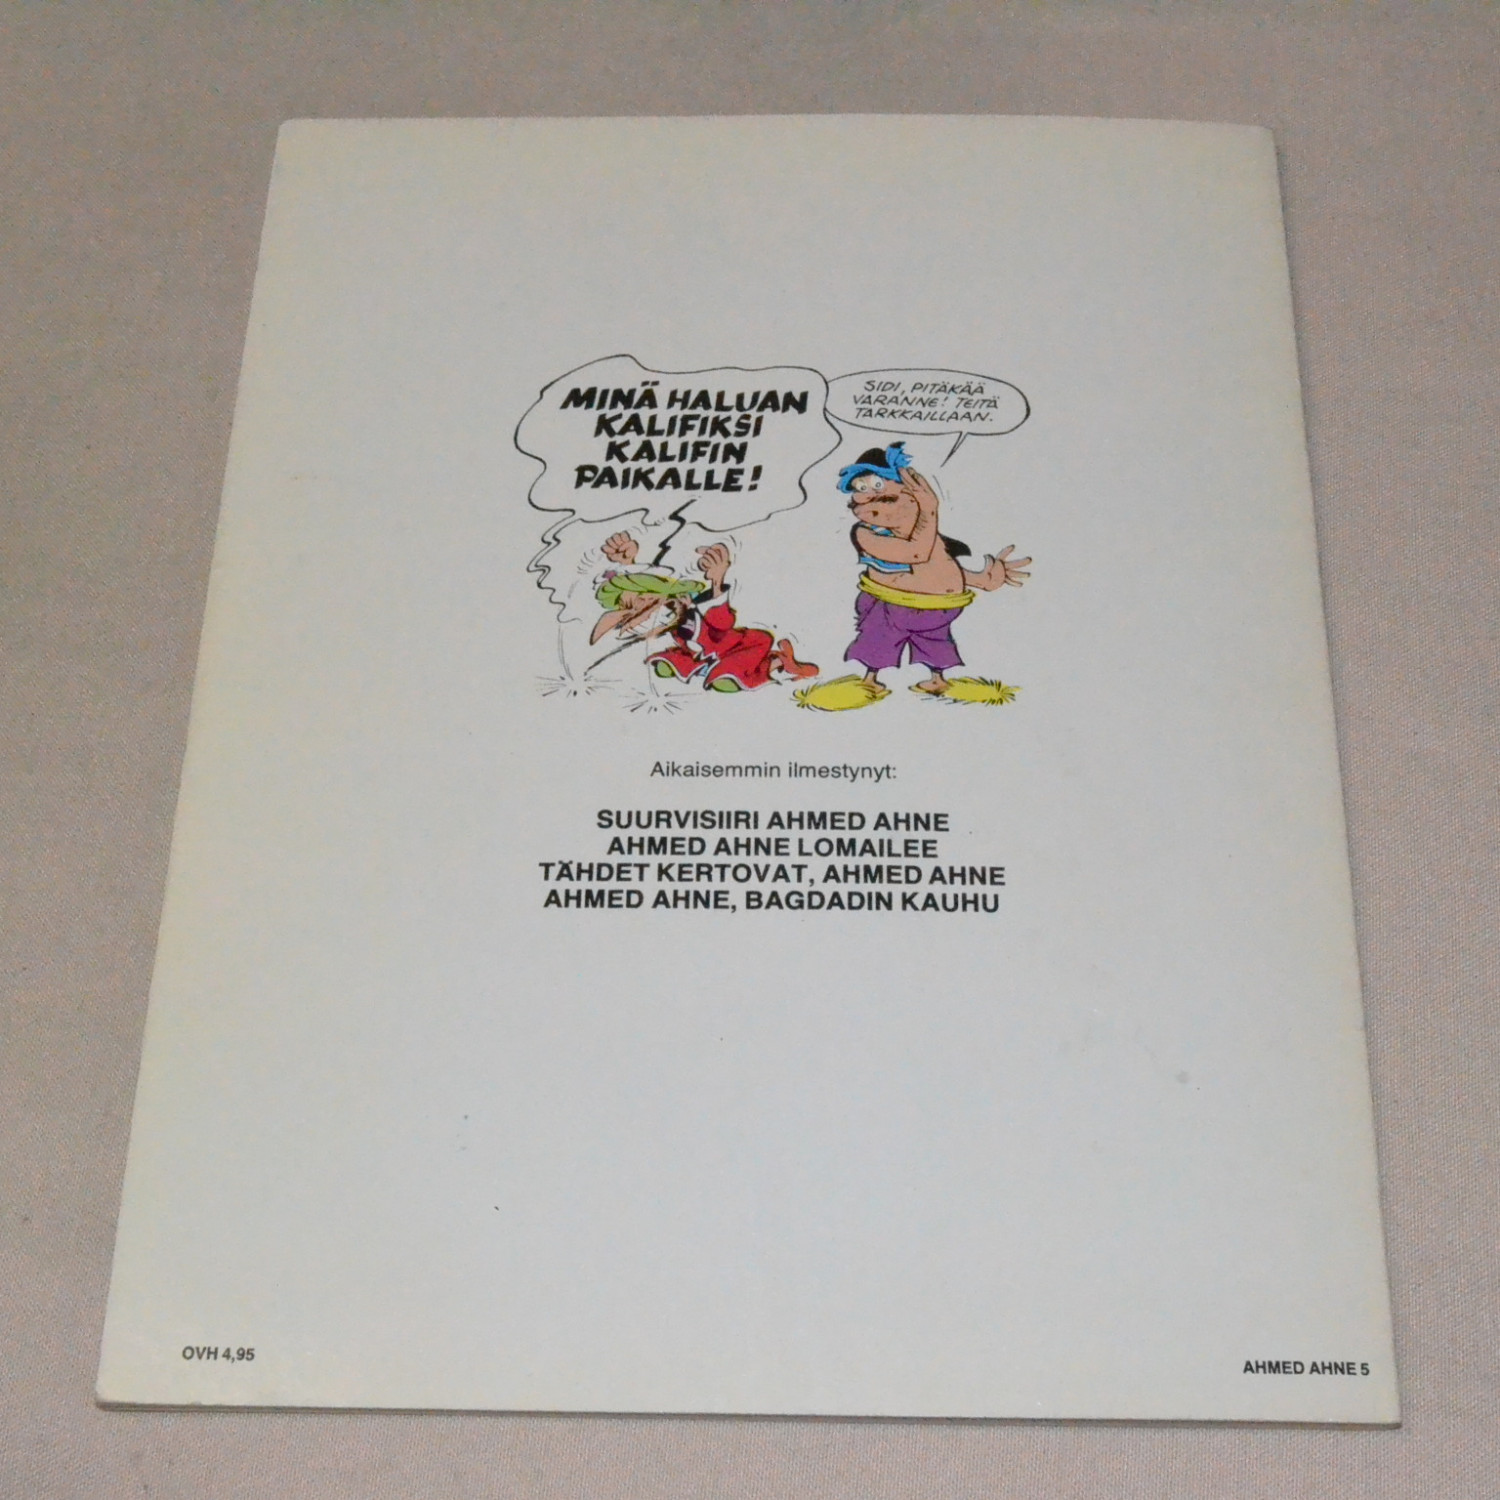 MINÄ HALUAN
KALIFIKSI
KALIFIN
PAIKALLE!
SIDI, PITÄKÄÄ
VARANNE! TEITÄ
TARKKAILLAAN.
Aikaisemmin ilmestynyt:
SUURVISIIRI AHMED AHNE
AHMED AHNE LOMAILEE
TÄHDET KERTOVAT, AHMED AHNE
AHMED AHNE, BAGDADIN KAUHU
OVH 4,95
AHMED AHNE 5